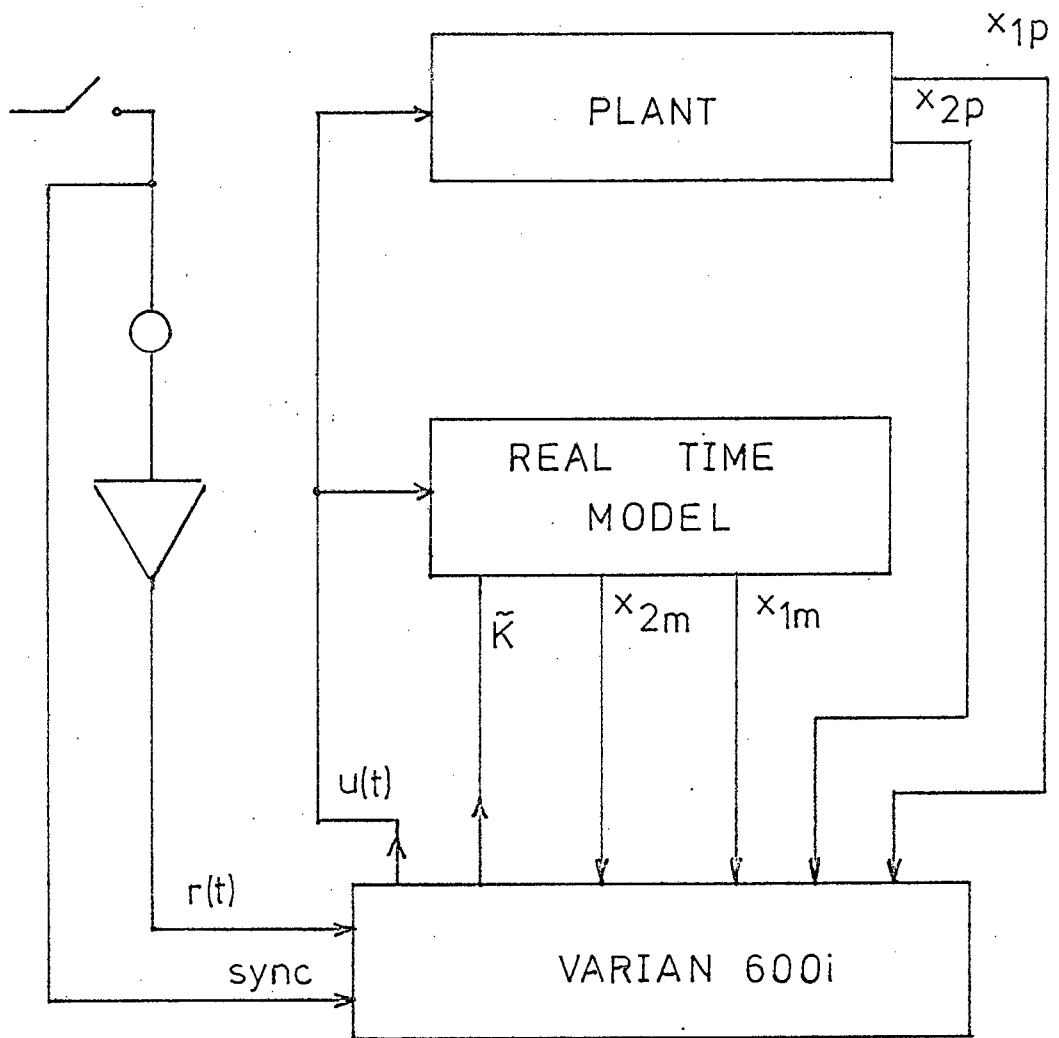 x1p
PLANT
x2p
REAL TIME
MODEL
K̃
x2m
x1m
u(t)
r(t)
sync
VARIAN 600i